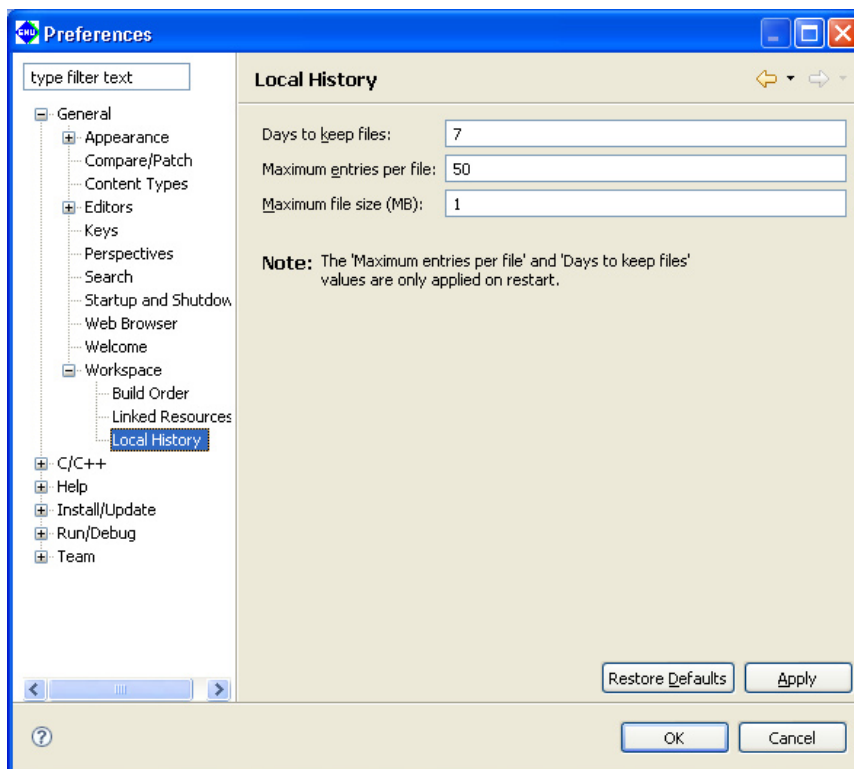 GNU Preferences
type filter text
General
Appearance
Compare/Patch
Content Types
Editors
Keys
Perspectives
Search
Startup and Shutdow
Web Browser
Welcome
Workspace
Build Order
Linked Resources
Local History
C/C++
Help
Install/Update
Run/Debug
Team
Local History
Days to keep files: 7
Maximum entries per file: 50
Maximum file size (MB): 1
Note: The 'Maximum entries per file' and 'Days to keep files'
values are only applied on restart.
Restore Defaults Apply
? OK Cancel